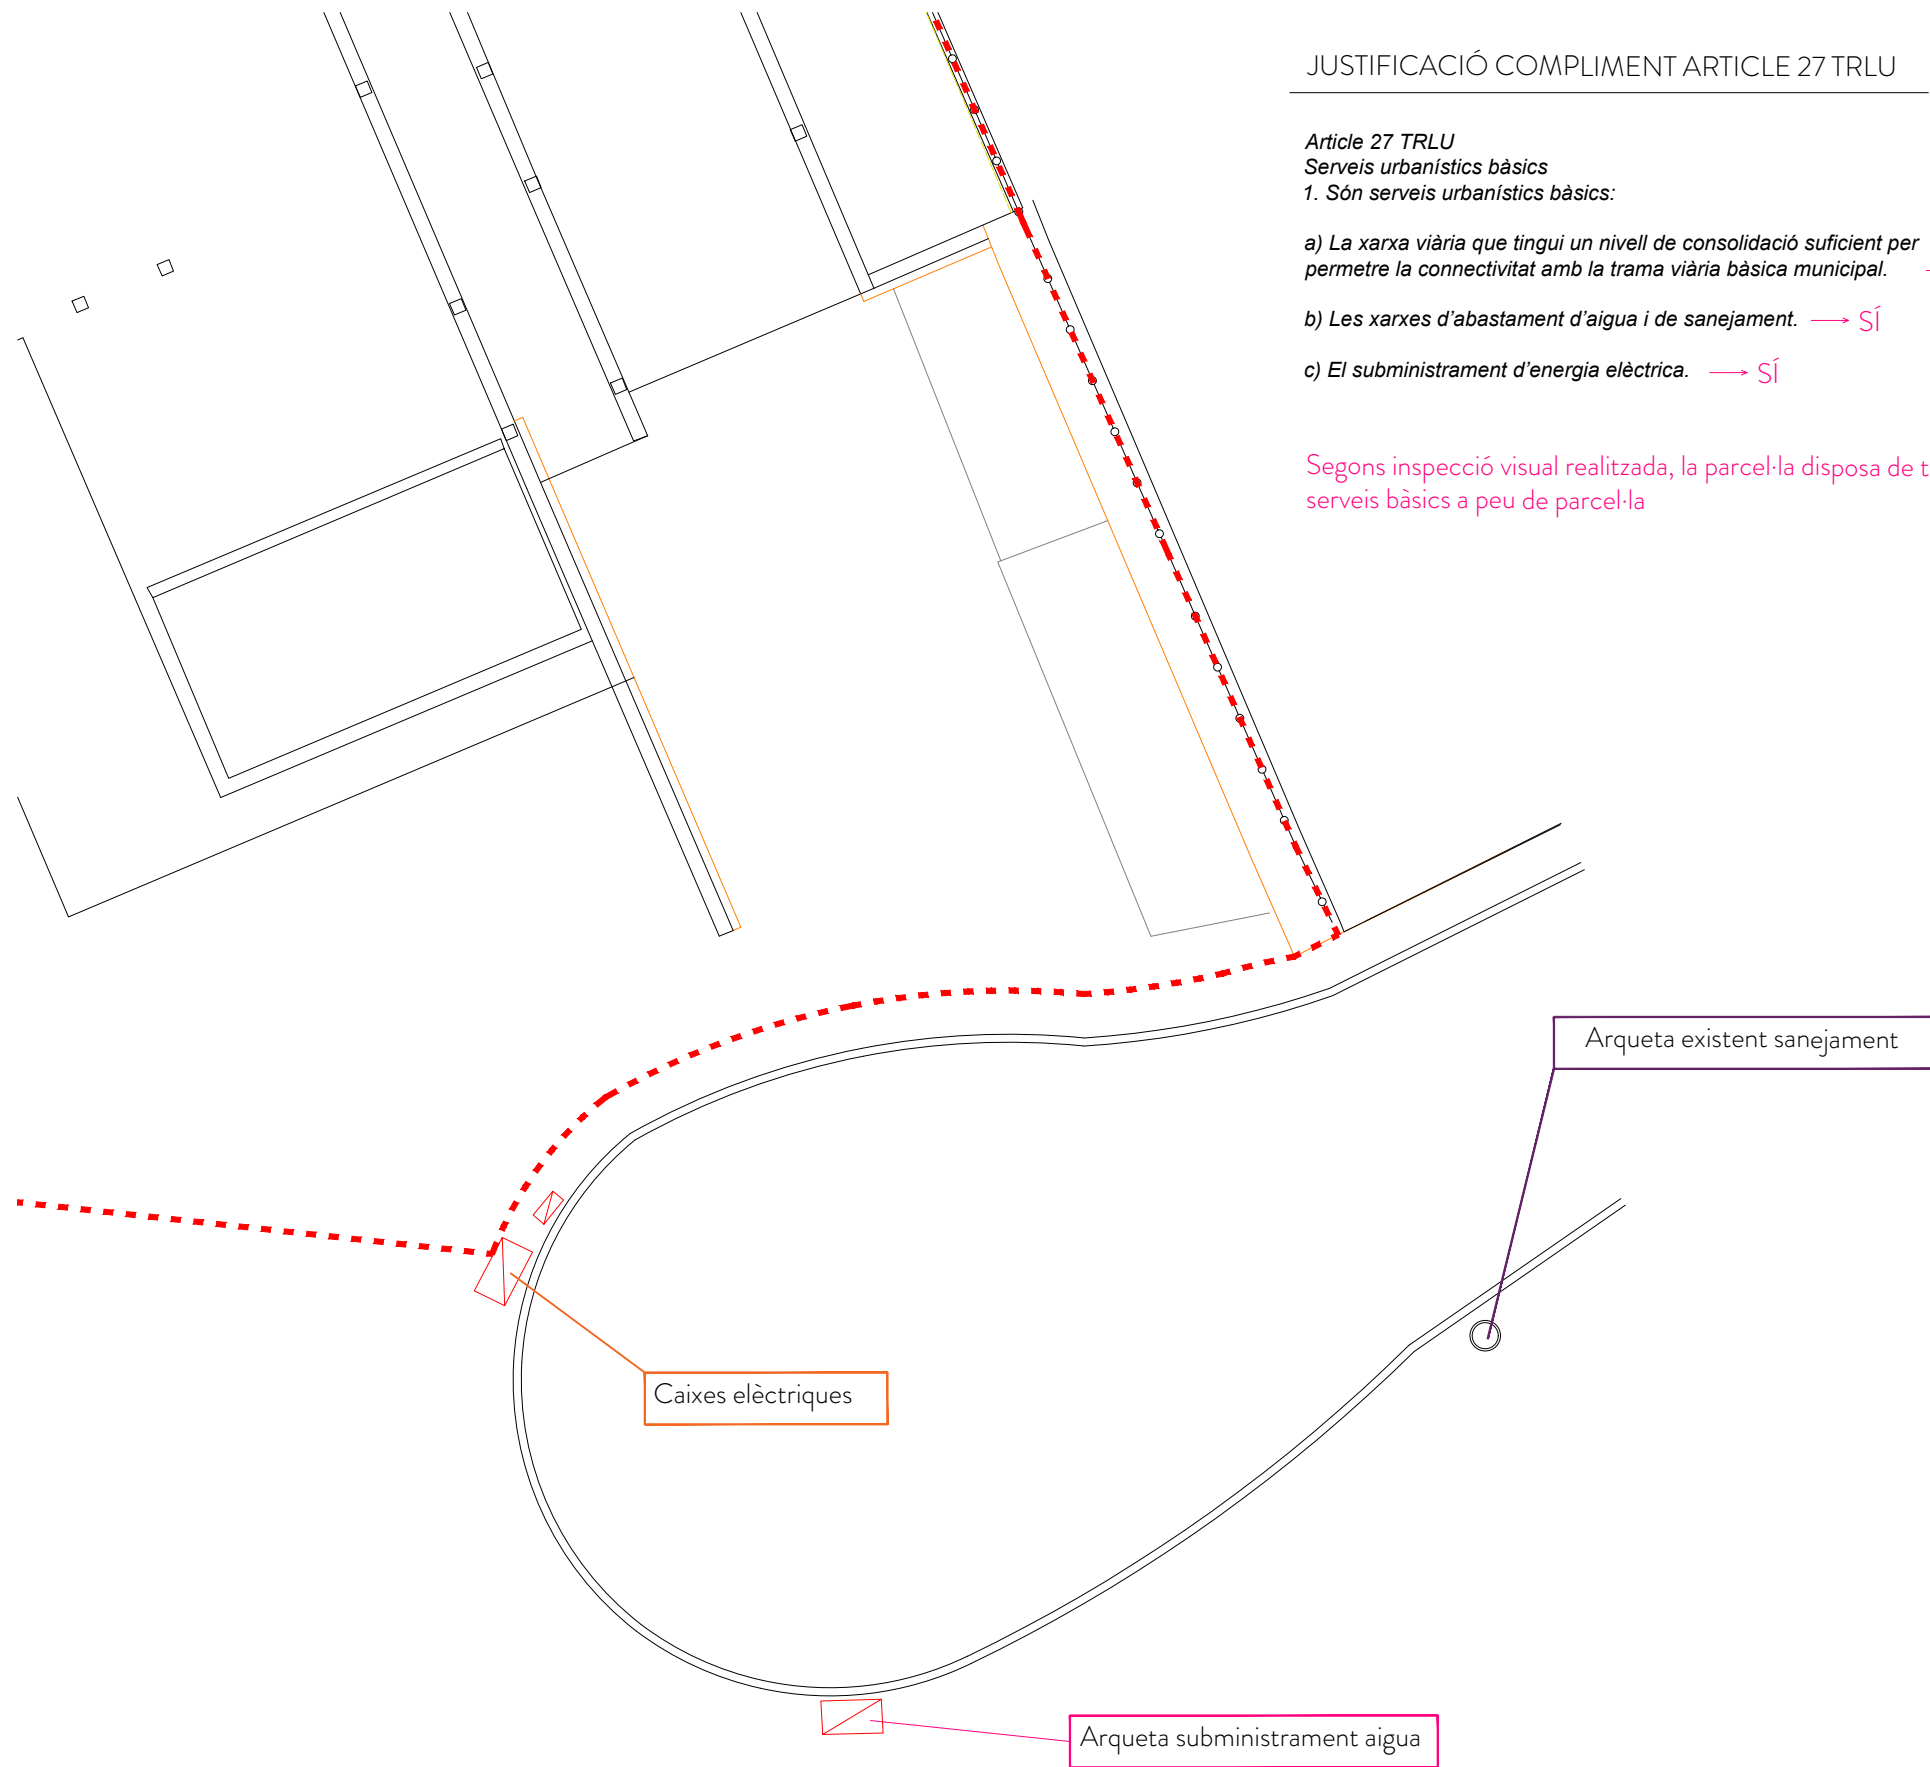 JUSTIFICACIÓ COMPLIMENT ARTICLE 27 TRLU
Article 27 TRLU
Serveis urbanístics bàsics
1. Són serveis urbanístics bàsics:
a) La xarxa viària que tingui un nivell de consolidació suficient per
permetre la connectivitat amb la trama viària bàsica municipal.
b) Les xarxes d'abastament d'aigua i de sanejament. → SÍ
c) El subministrament d'energia elèctrica. → SÍ
Segons inspecció visual realitzada, la parcel·la disposa de
serveis bàsics a peu de parcel·la
Arqueta existent sanejament
Caixes elèctriques
Arqueta subministrament aigua